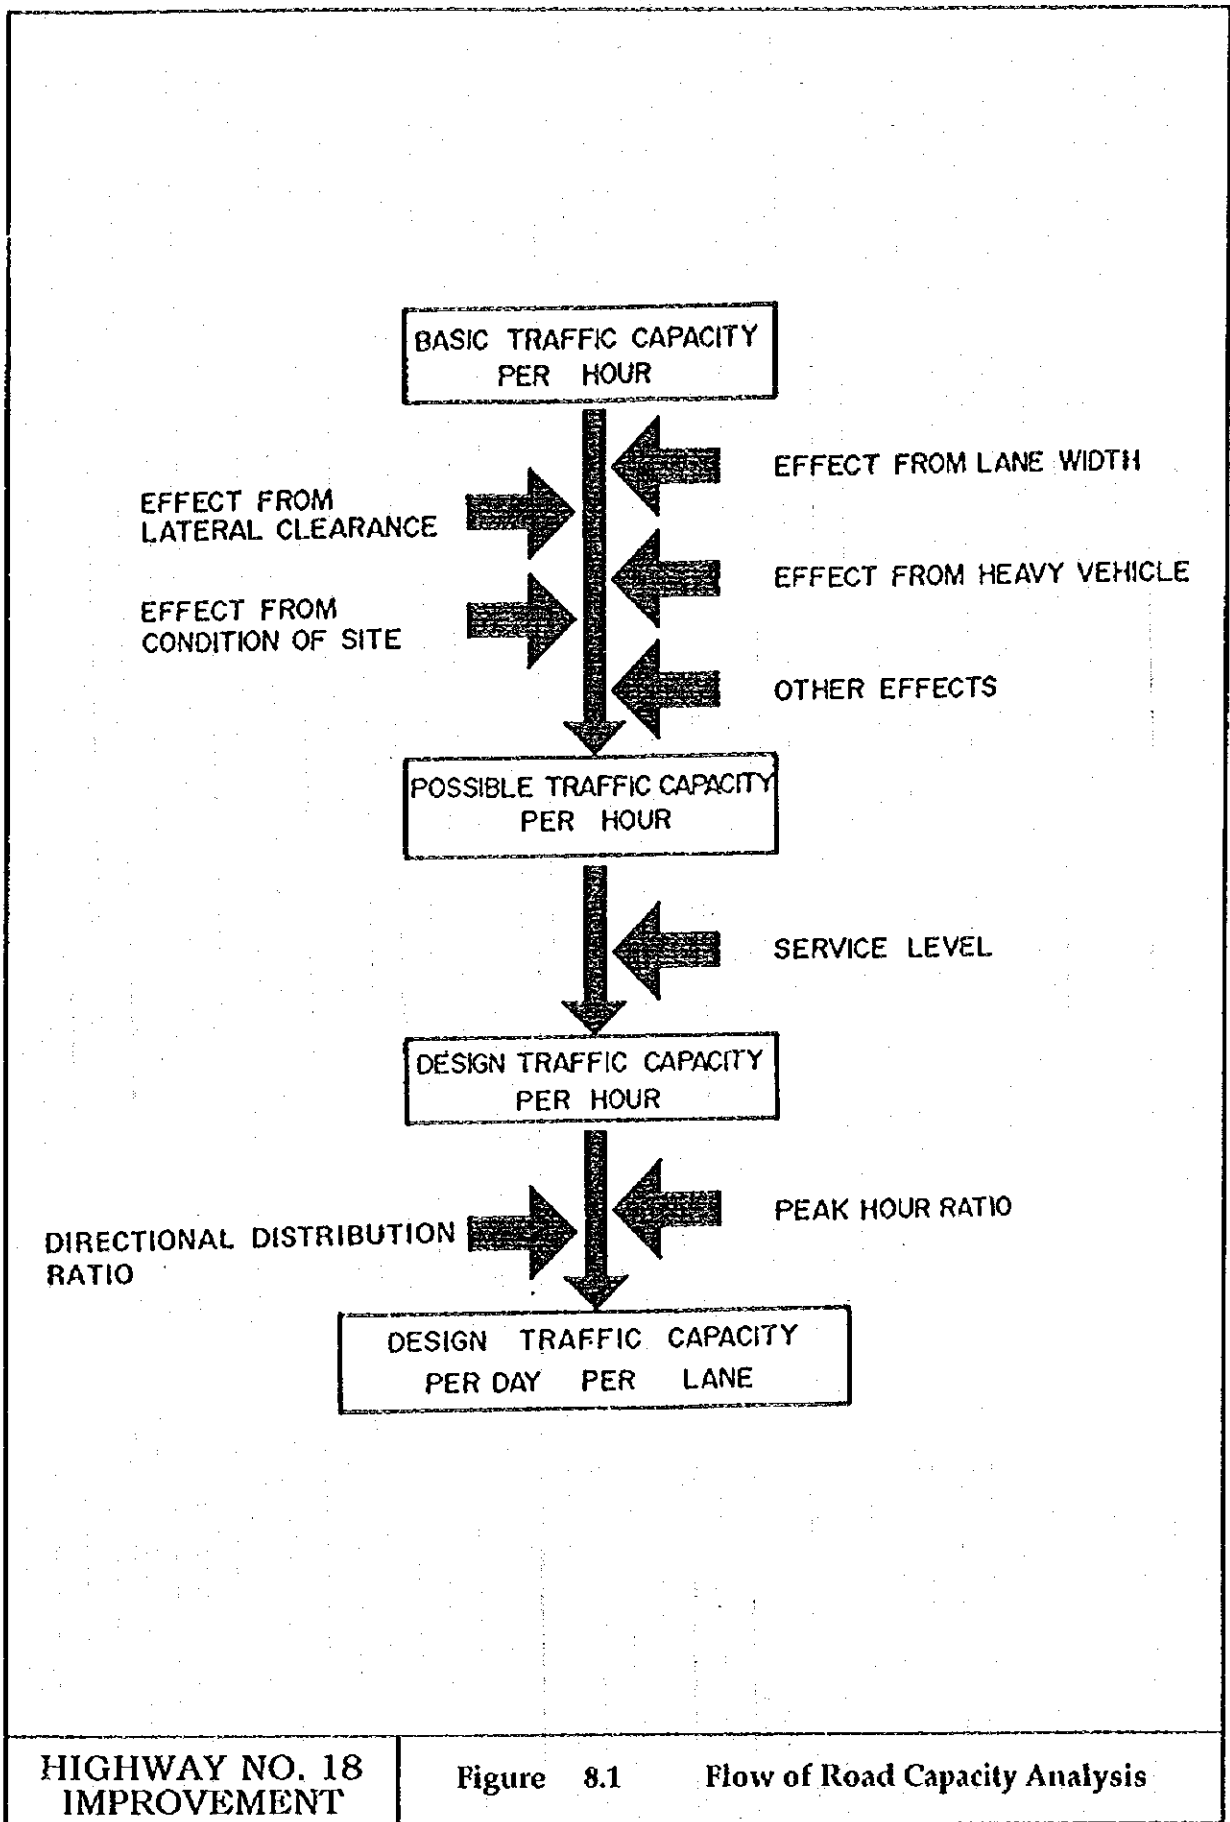 BASIC TRAFFIC CAPACITY
PER HOUR
EFFECT FROM LANE WIDTH
EFFECT FROM
LATERAL CLEARANCE
EFFECT FROM HEAVY VEHICLE
EFFECT FROM
CONDITION OF SITE
OTHER EFFECTS
POSSIBLE TRAFFIC CAPACITY
PER HOUR
SERVICE LEVEL
DESIGN TRAFFIC CAPACITY
PER HOUR
PEAK HOUR RATIO
DIRECTIONAL DISTRIBUTION
RATIO
DESIGN TRAFFIC CAPACITY
PER DAY PER LANE
HIGHWAY NO. 18
IMPROVEMENT
Figure 8.1 Flow of Road Capacity Analysis